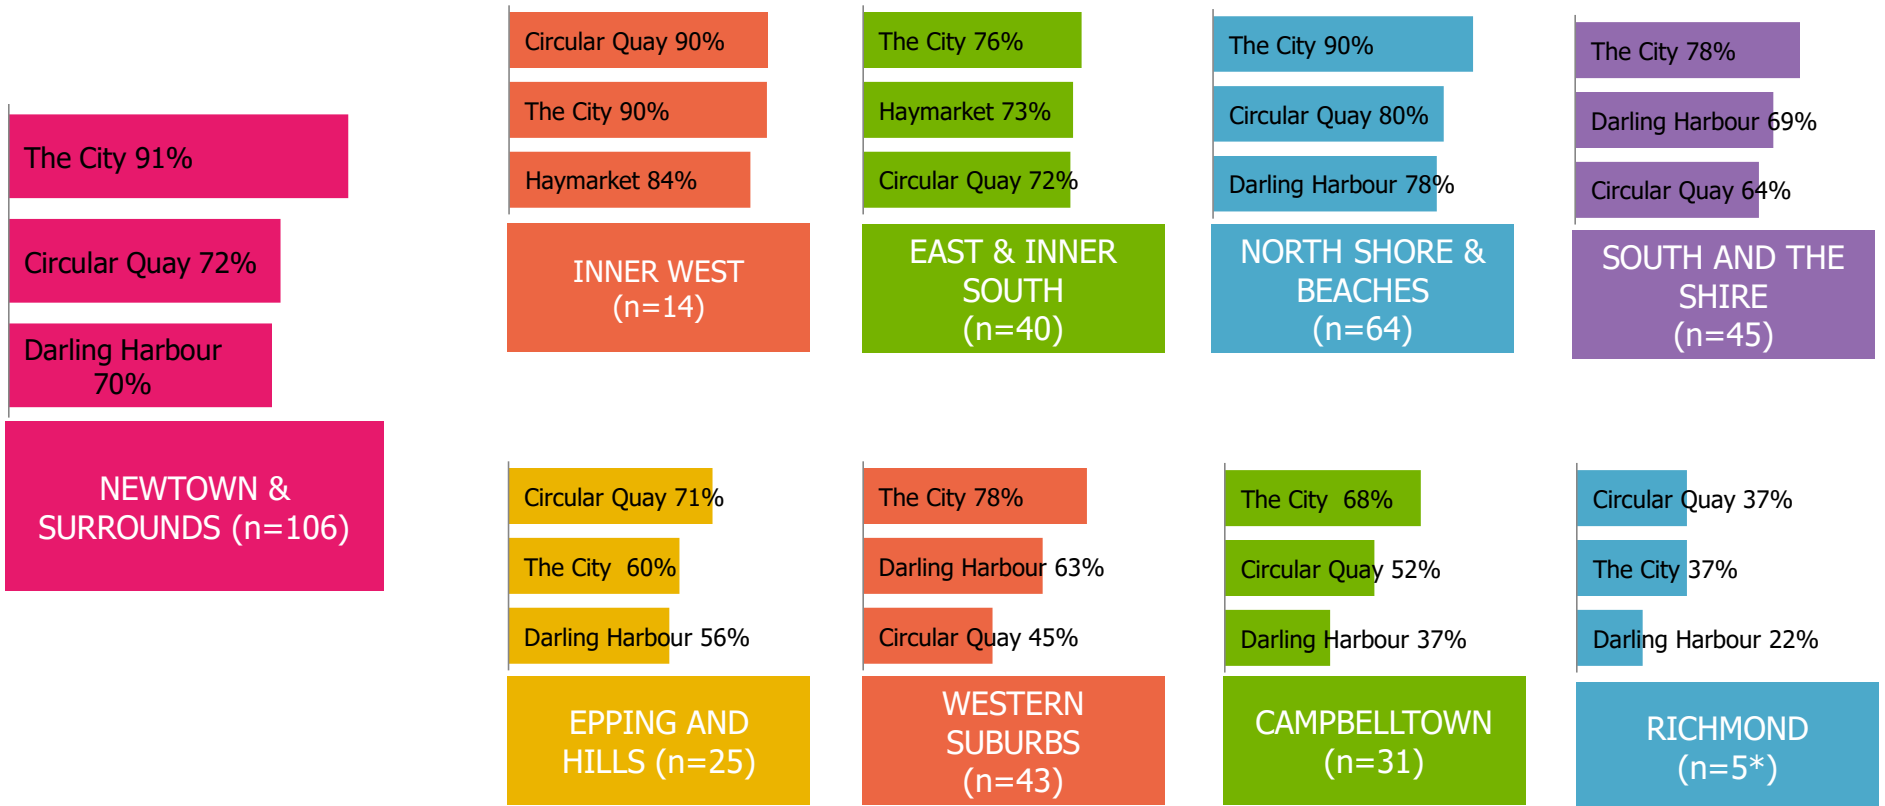 The City 91%
Circular Quay 72%
Darling Harbour
70%
NEWTOWN &
SURROUNDS (n=106)
Circular Quay 90%
The City 90%
Haymarket 84%
INNER WEST
(n=14)
The City 76%
Haymarket 73%
Circular Quay 72%
EAST & INNER
SOUTH
(n=40)
The City 90%
Circular Quay 80%
Darling Harbour 78%
NORTH SHORE &
BEACHES
(n=64)
The City 78%
Darling Harbour 69%
Circular Quay 64%
SOUTH AND THE
SHIRE
(n=45)
Circular Quay 71%
The City 60%
Darling Harbour 56%
EPPING AND
HILLS (n=25)
The City 78%
Darling Harbour 63%
Circular Quay 45%
WESTERN
SUBURBS
(n=43)
The City 68%
Circular Quay 52%
Darling Harbour 37%
CAMPBELLTOWN
(n=31)
Circular Quay 37%
The City 37%
Darling Harbour 22%
RICHMOND
(n=5*)